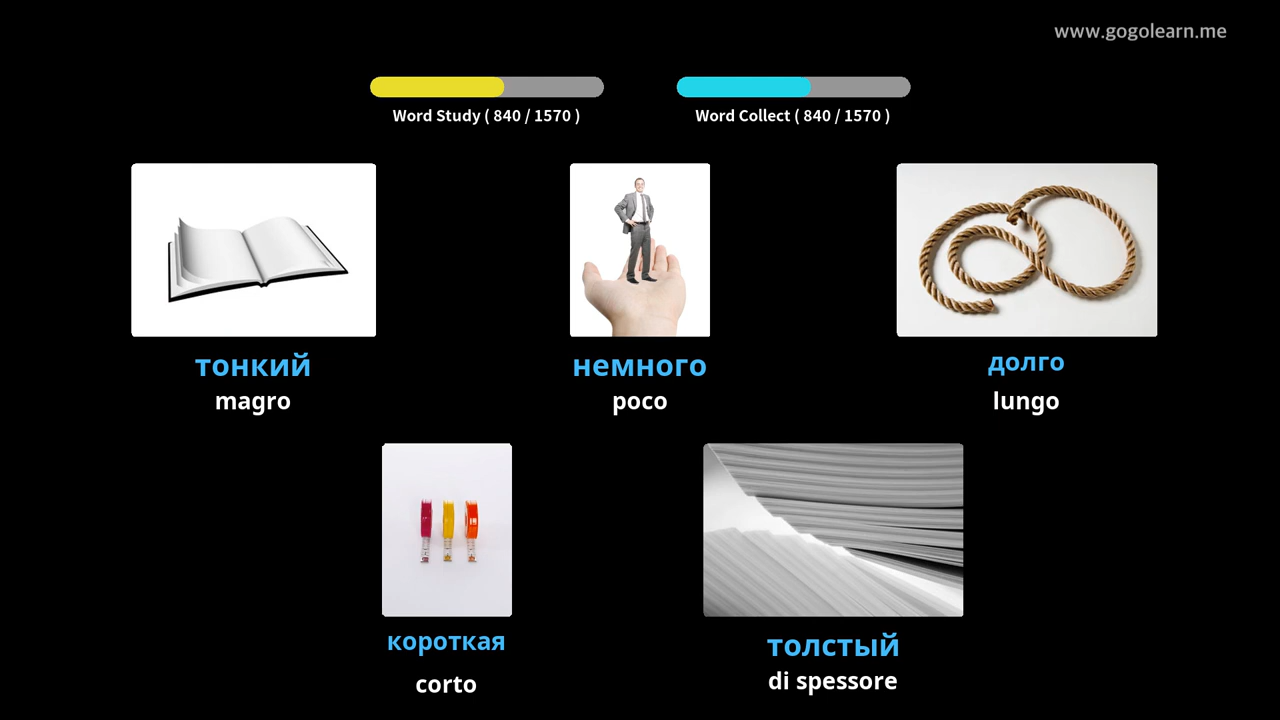 www.gogolearn.me
Word Study ( 840 / 1570 )
Word Collect ( 840 / 1570 )
тонкий
magro
немного
poco
долго
lungo
короткая
corto
толстый
di spessore